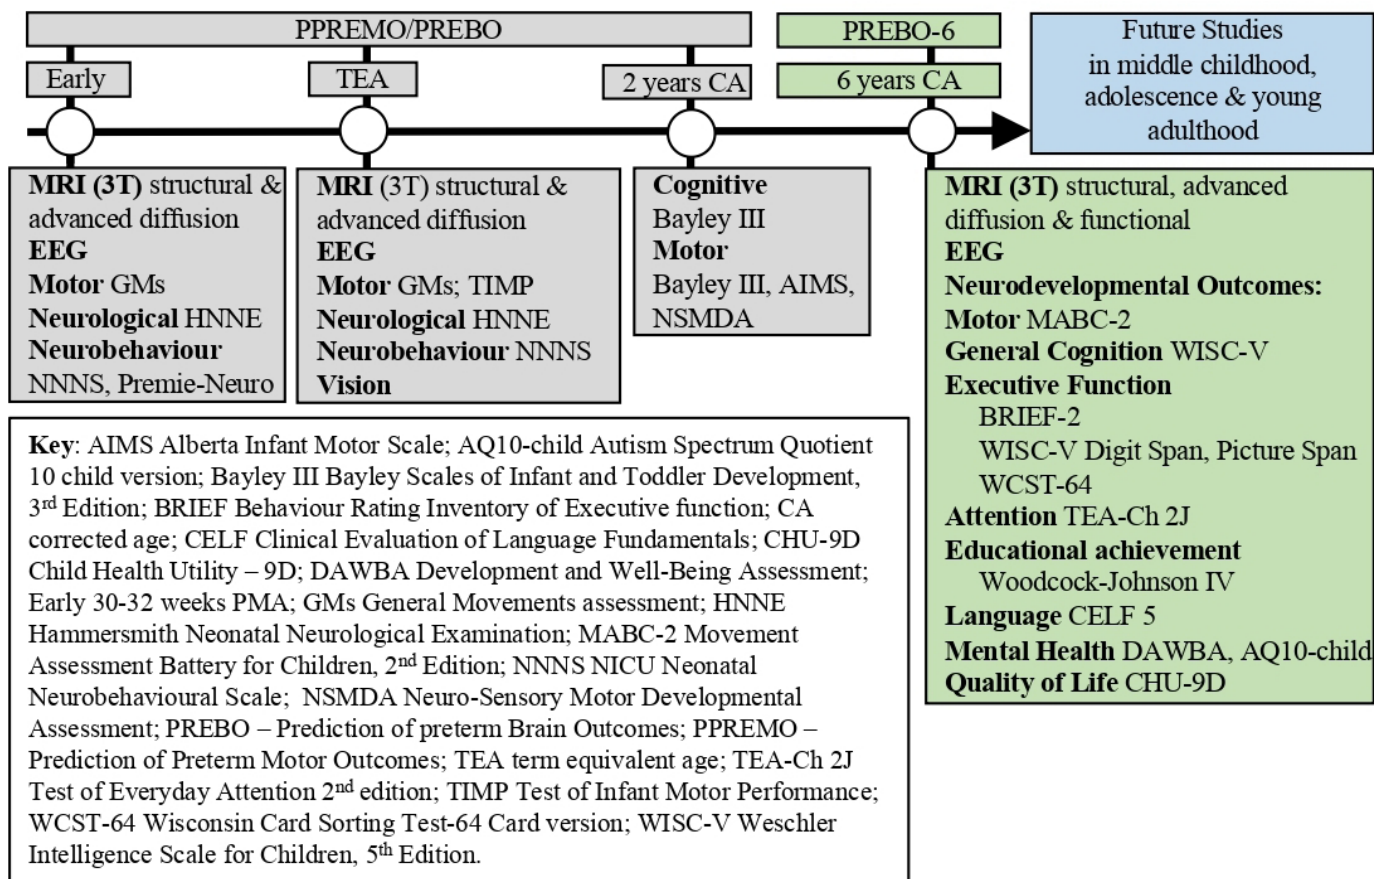 PPREMO/PREBO
PREBO-6
Future Studies
in middle childhood,
adolescence & young
adulthood
Early
TEA
2 years CA
6 years CA
MRI (3T) structural &
advanced diffusion
EEG
Motor GMs
Neurological HNNE
Neurobehaviour
NNNS, Premie-Neuro
MRI (3T) structural &
advanced diffusion
EEG
Motor GMs; TIMP
Neurological HNNE
Neurobehaviour NNNS
Vision
Cognitive
Bayley III
Motor
Bayley III, AIMS,
NSMDA
MRI (3T) structural, advanced
diffusion & functional
EEG
Neurodevelopmental Outcomes:
Motor MABC-2
General Cognition WISC-V
Executive Function
BRIEF-2
WISC-V Digit Span, Picture Span
WCST-64
Attention TEA-Ch 2J
Educational achievement
Woodcock-Johnson IV
Language CELF 5
Mental Health DAWBA, AQ10-child
Quality of Life CHU-9D
Key: AIMS Alberta Infant Motor Scale; AQ10-child Autism Spectrum Quotient
10 child version; Bayley III Bayley Scales of Infant and Toddler Development,
3rd Edition; BRIEF Behaviour Rating Inventory of Executive function; CA
corrected age; CELF Clinical Evaluation of Language Fundamentals; CHU-9D
Child Health Utility – 9D; DAWBA Development and Well-Being Assessment;
Early 30-32 weeks PMA; GMs General Movements assessment; HNNE
Hammersmith Neonatal Neurological Examination; MABC-2 Movement
Assessment Battery for Children, 2nd Edition; NNNS NICU Neonatal
Neurobehavioural Scale; NSMDA Neuro-Sensory Motor Developmental
Assessment; PREBO – Prediction of preterm Brain Outcomes; PPREMO –
Prediction of Preterm Motor Outcomes; TEA term equivalent age; TEA-Ch 2J
Test of Everyday Attention 2nd edition; TIMP Test of Infant Motor Performance;
WCST-64 Wisconsin Card Sorting Test-64 Card version; WISC-V Weschler
Intelligence Scale for Children, 5th Edition.